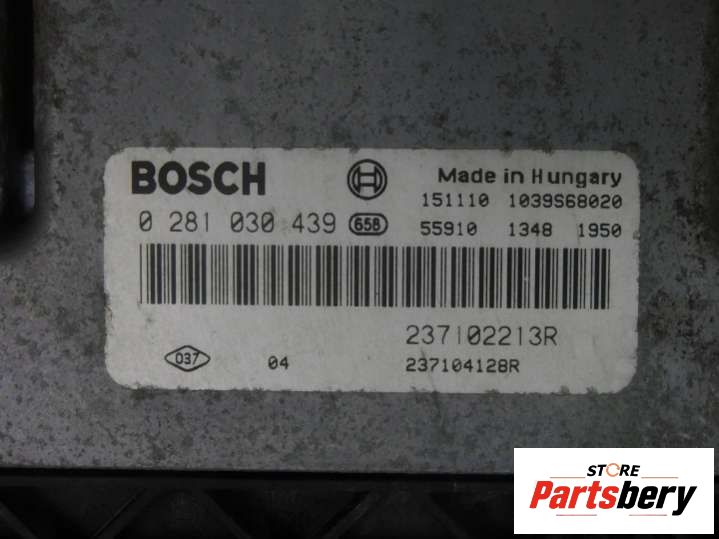 BOSCH Made in Hungary
151110 1039S68020
0 281 030 439 658 55910 1348 1950
237102213R
037 04 237104128R
STORE
Partsbery